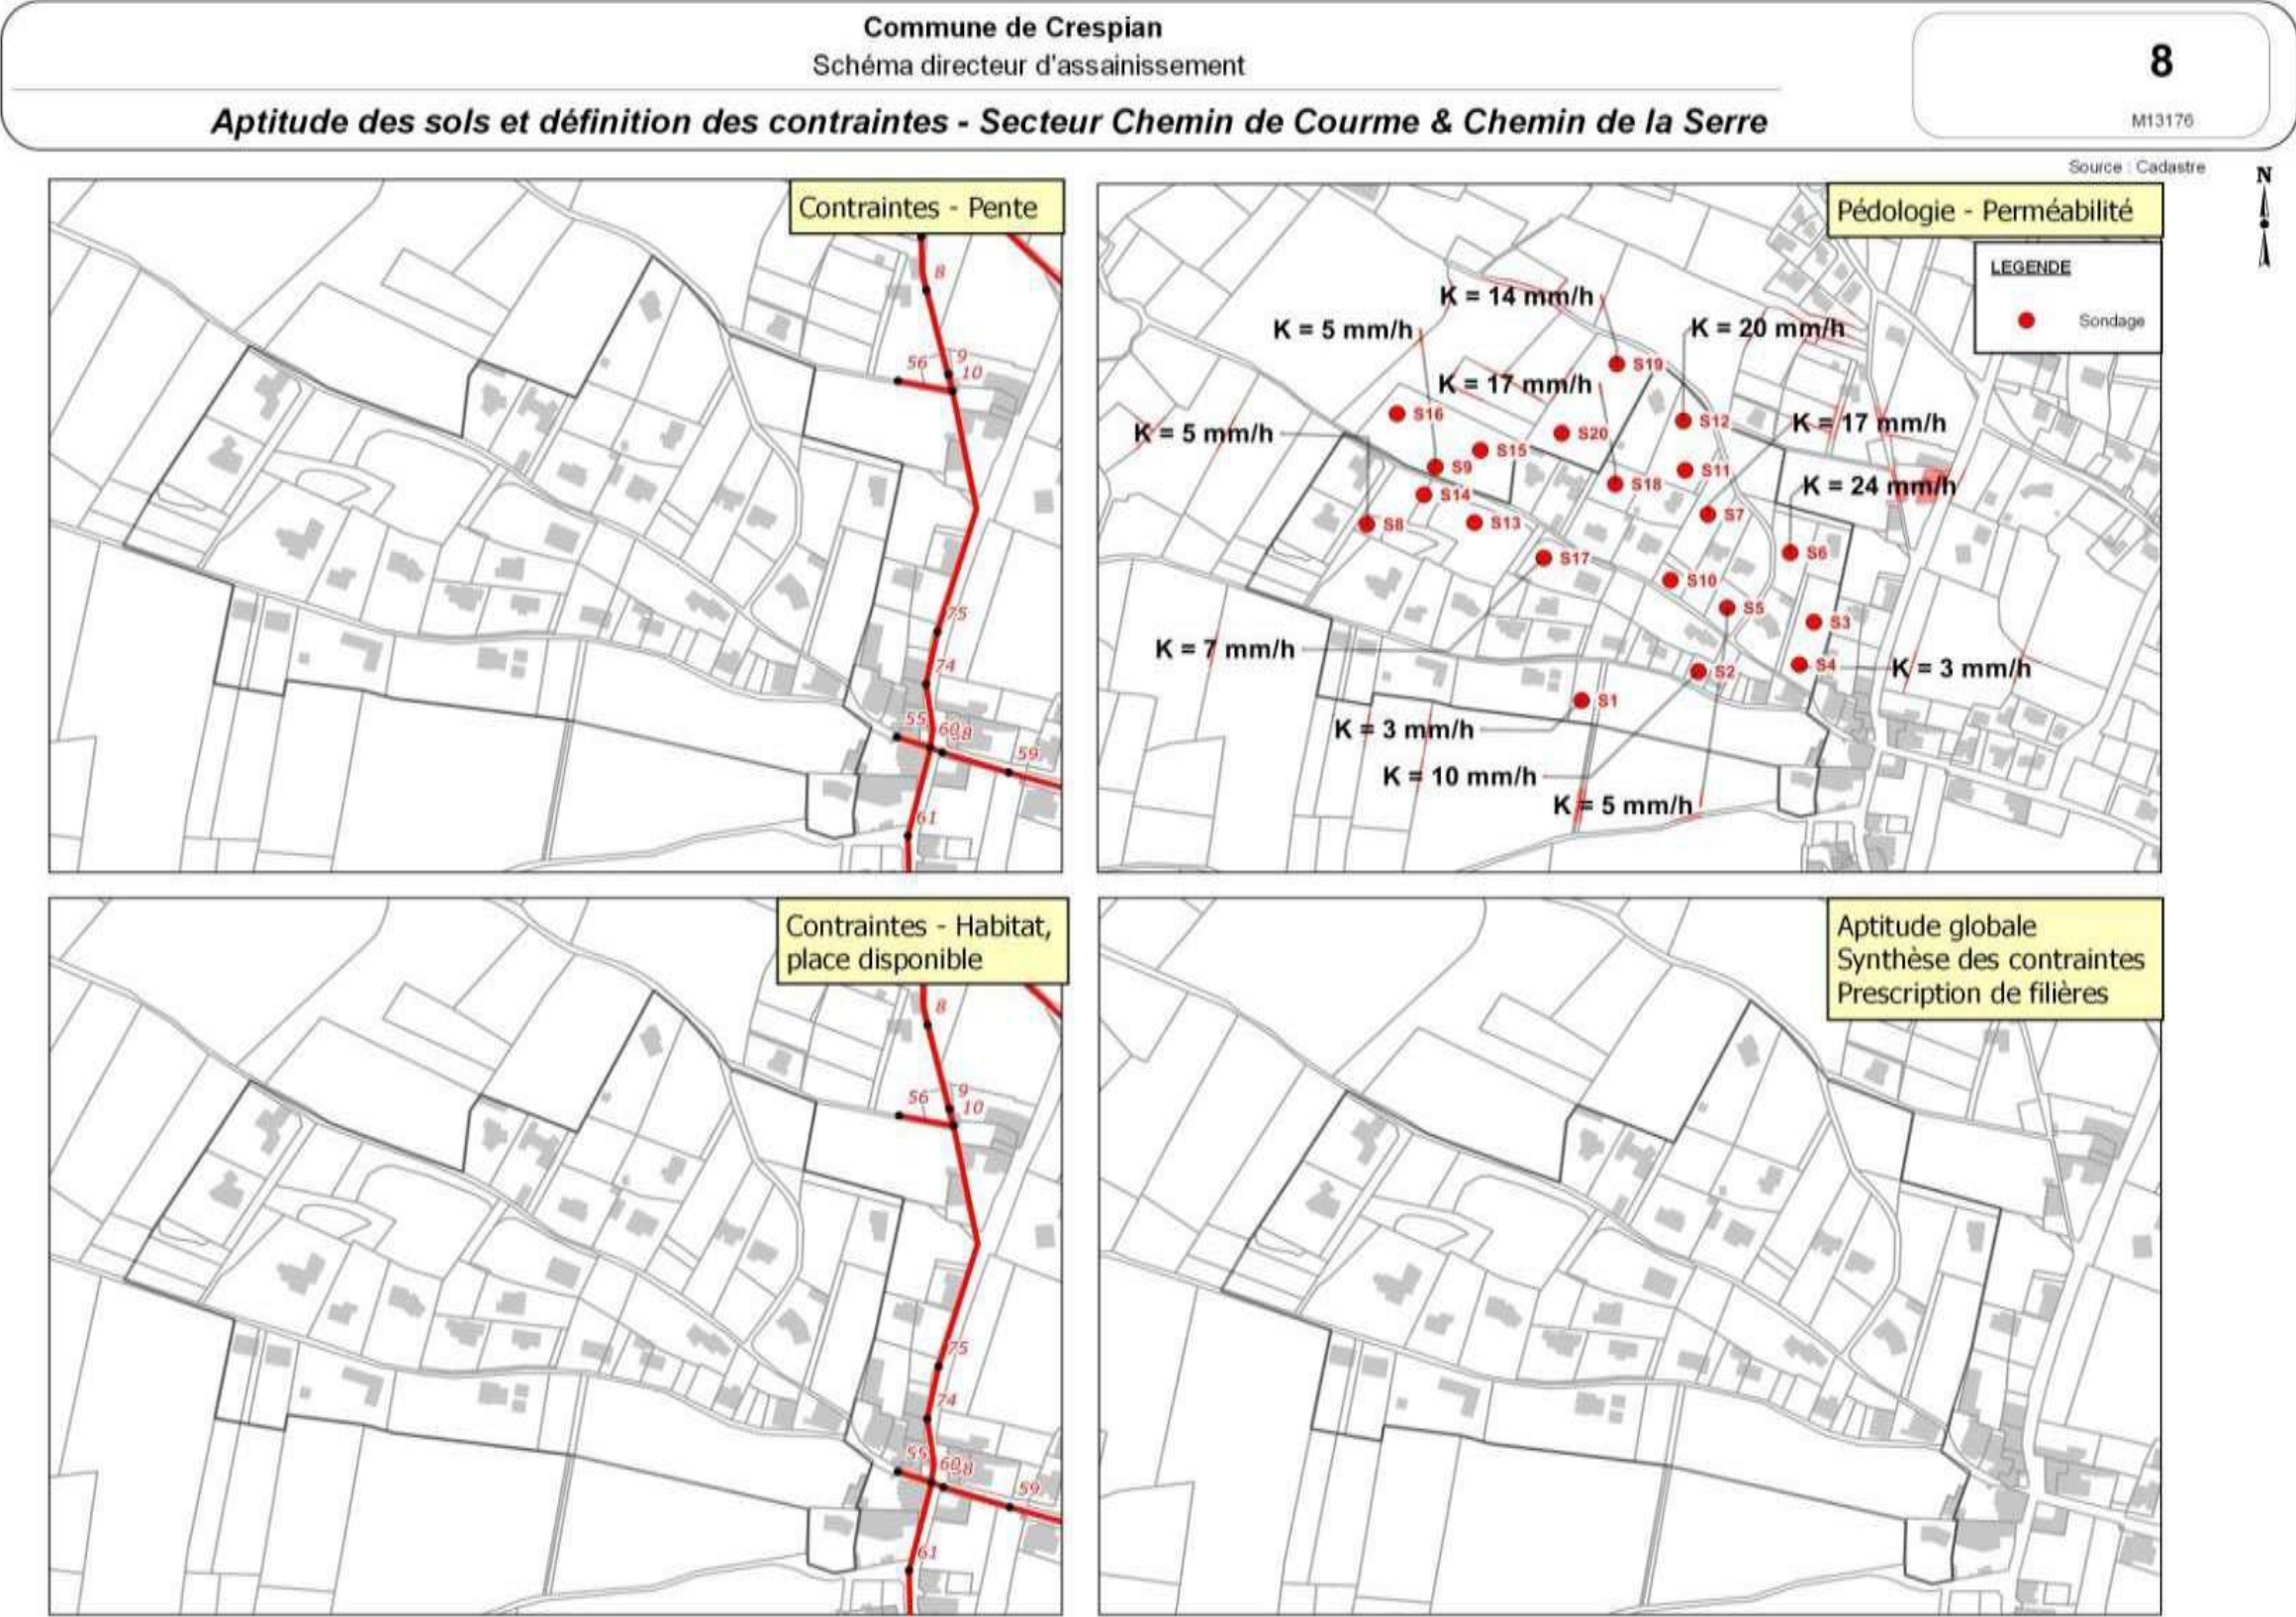 Commune de Crespian
Schéma directeur d'assainissement
Aptitude des sols et définition des contraintes - Secteur Chemin de Courme & Chemin de la Serre
8
M13176
Source : Cadastre
N
Contraintes - Pente
8
9
56
10
75
74
55
60
58
59
61
Pédologie - Perméabilité
LEGENDE
Sondage
K = 14 mm/h
K = 5 mm/h
K = 20 mm/h
S19
K = 17 mm/h
S16
S12
K = 17 mm/h
K = 5 mm/h
S20
S15
S9
S11
S18
K = 24 mm/h
S14
S7
S8
S13
S6
S17
S10
S5
S3
K = 7 mm/h
S4
K = 3 mm/h
S2
S1
K = 3 mm/h
K = 10 mm/h
K = 5 mm/h
Contraintes - Habitat,
place disponible
8
9
56
10
75
74
55
60
58
59
61
Aptitude globale
Synthèse des contraintes
Prescription de filières